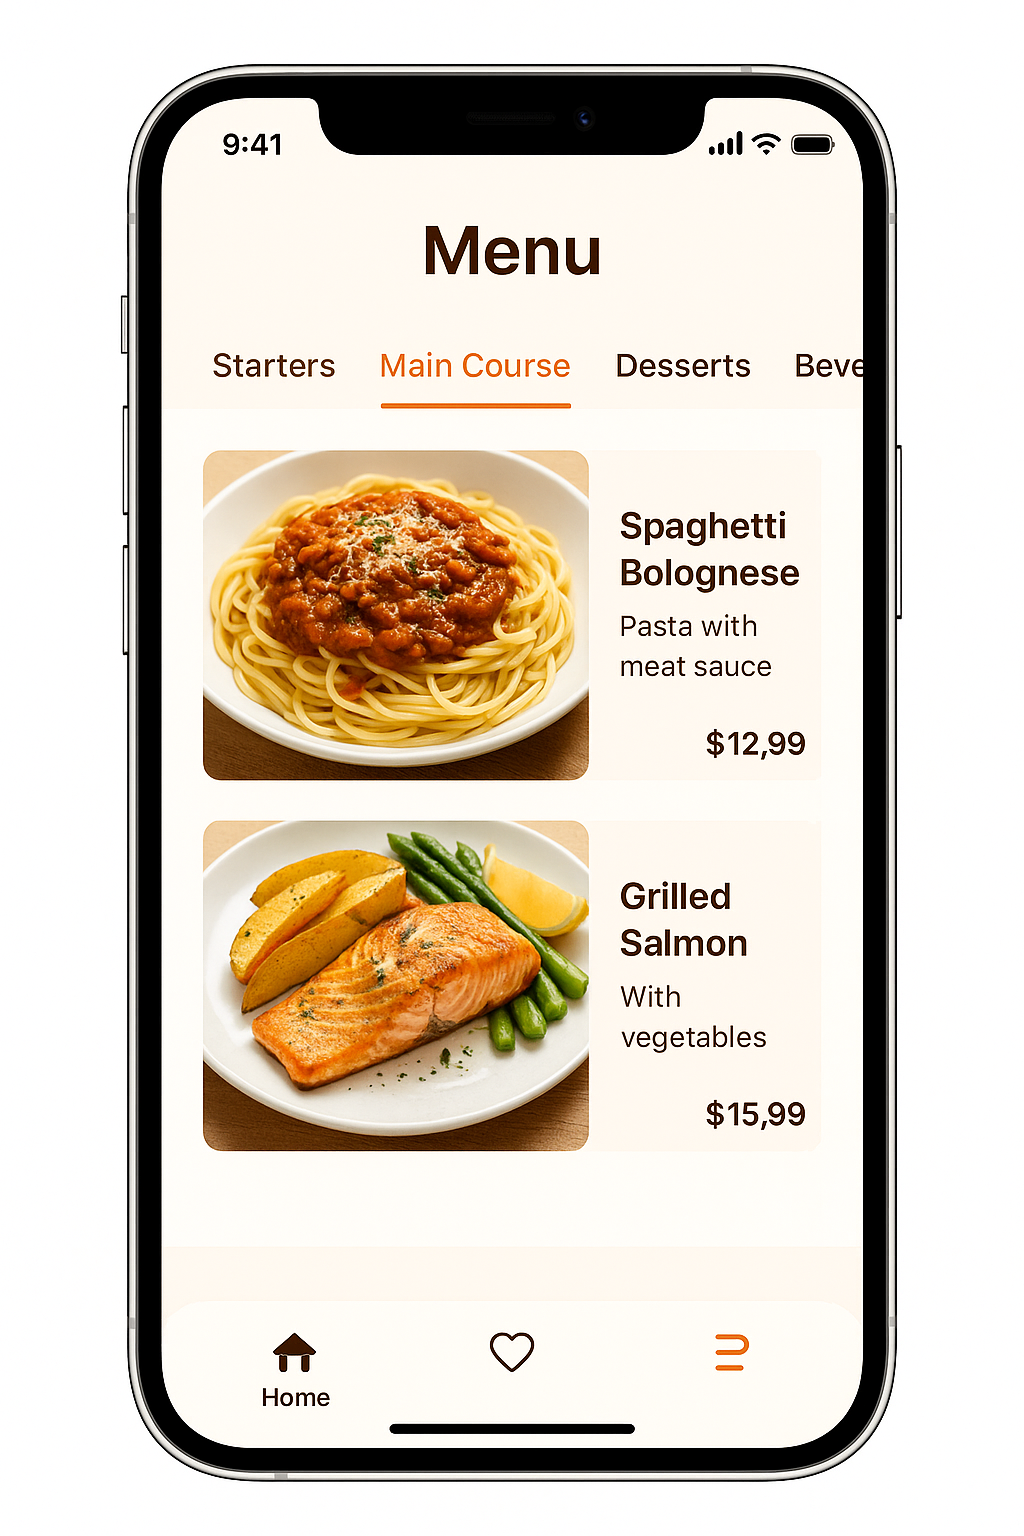 9:41
Menu
Starters Main Course Desserts Beve
Spaghetti
Bolognese
Pasta with
meat sauce
$12,99
Grilled
Salmon
With
vegetables
$15,99
Home